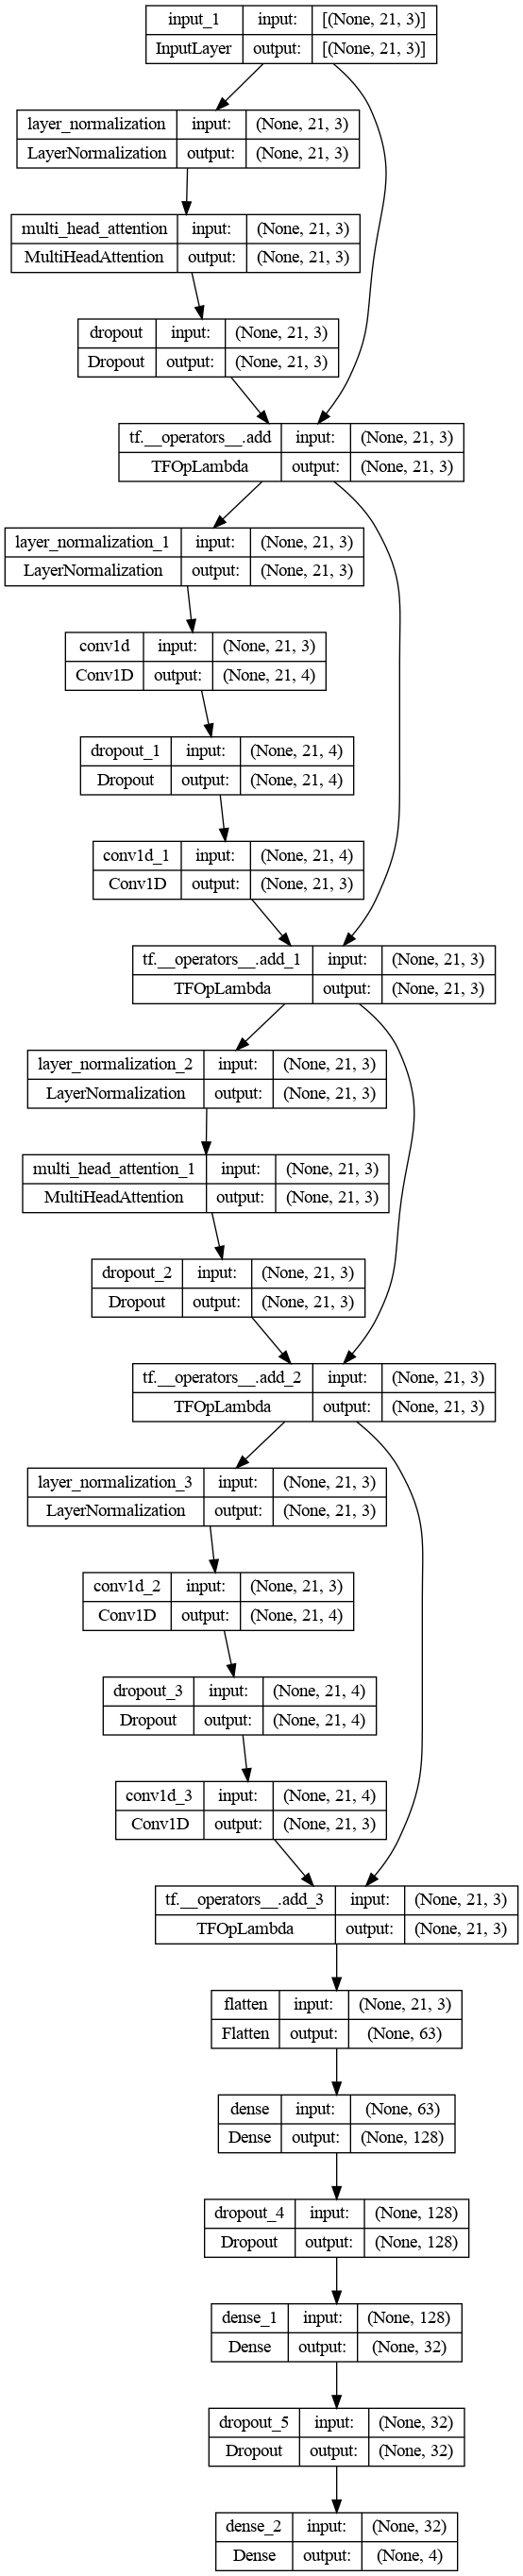 input_1 input: [(None, 21, 3)]
InputLayer output: [(None, 21, 3)]
layer_normalization input: (None, 21, 3)
LayerNormalization output: (None, 21, 3)
multi_head_attention input: (None, 21, 3)
MultiHeadAttention output: (None, 21, 3)
dropout input: (None, 21, 3)
Dropout output: (None, 21, 3)
tf.__operators__.add input: (None, 21, 3)
TFOpLambda output: (None, 21, 3)
layer_normalization_1 input: (None, 21, 3)
LayerNormalization output: (None, 21, 3)
conv1d input: (None, 21, 3)
Conv1D output: (None, 21, 4)
dropout_1 input: (None, 21, 4)
Dropout output: (None, 21, 4)
conv1d_1 input: (None, 21, 4)
Conv1D output: (None, 21, 3)
tf.__operators__.add_1 input: (None, 21, 3)
TFOpLambda output: (None, 21, 3)
layer_normalization_2 input: (None, 21, 3)
LayerNormalization output: (None, 21, 3)
multi_head_attention_1 input: (None, 21, 3)
MultiHeadAttention output: (None, 21, 3)
dropout_2 input: (None, 21, 3)
Dropout output: (None, 21, 3)
tf.__operators__.add_2 input: (None, 21, 3)
TFOpLambda output: (None, 21, 3)
layer_normalization_3 input: (None, 21, 3)
LayerNormalization output: (None, 21, 3)
conv1d_2 input: (None, 21, 3)
Conv1D output: (None, 21, 4)
dropout_3 input: (None, 21, 4)
Dropout output: (None, 21, 4)
conv1d_3 input: (None, 21, 4)
Conv1D output: (None, 21, 3)
tf.__operators__.add_3 input: (None, 21, 3)
TFOpLambda output: (None, 21, 3)
flatten input: (None, 21, 3)
Flatten output: (None, 63)
dense input: (None, 63)
Dense output: (None, 128)
dropout_4 input: (None, 128)
Dropout output: (None, 128)
dense_1 input: (None, 128)
Dense output: (None, 32)
dropout_5 input: (None, 32)
Dropout output: (None, 32)
dense_2 input: (None, 32)
Dense output: (None, 4)